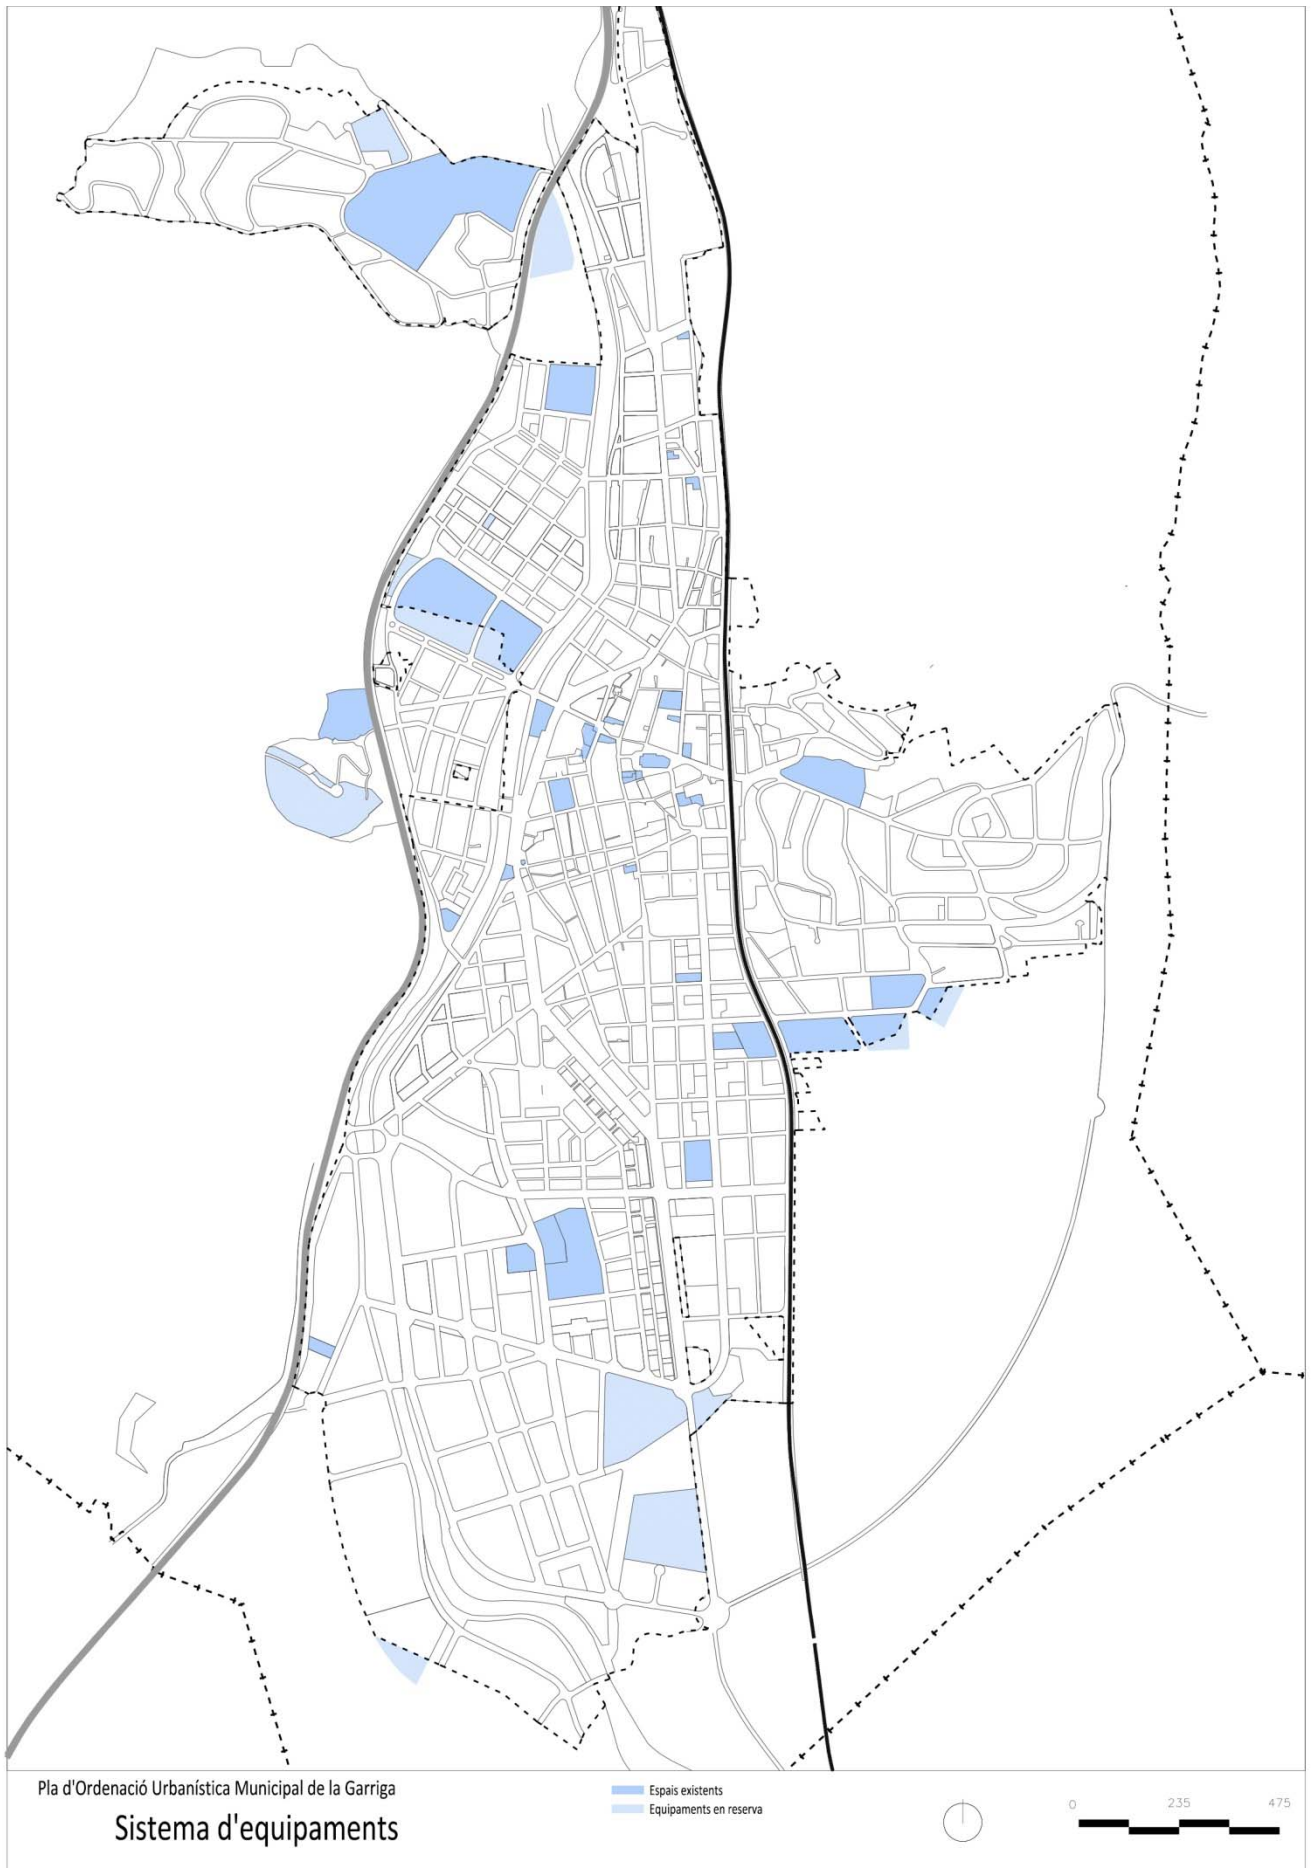 Pla d'Ordenació Urbanística Municipal de la Garriga
Sistema d'equipaments
Espais existents
Equipaments en reserva
0 235 475